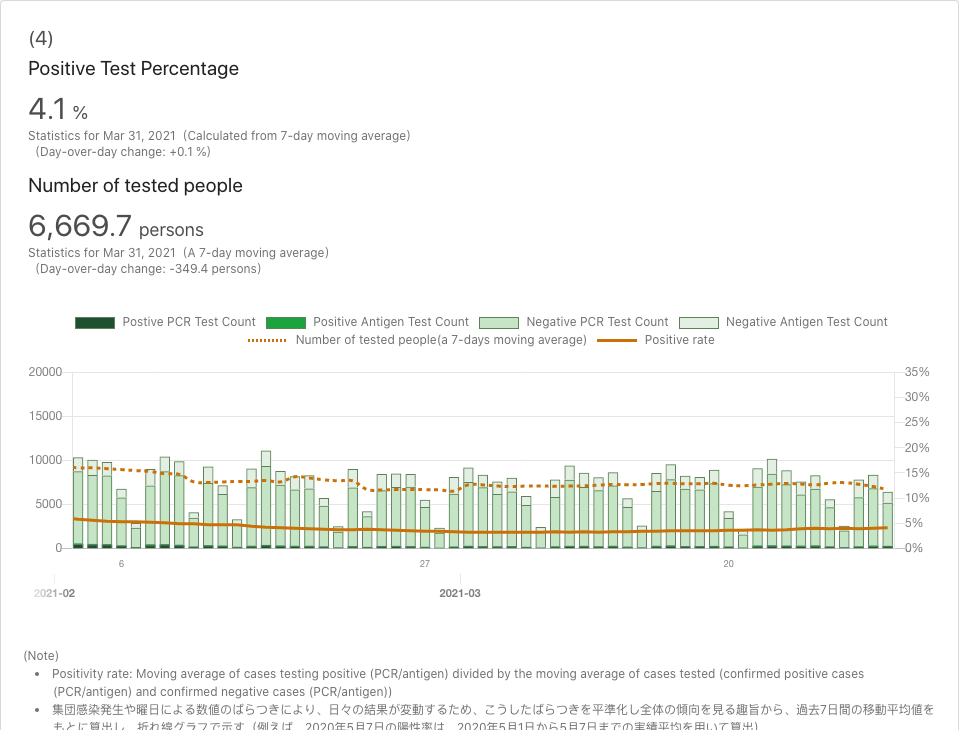 (4)
Positive Test Percentage
4.1 %
Statistics for Mar 31, 2021 (Calculated from 7-day moving average)
(Day-over-day change: +0.1 %)
Number of tested people
6,669.7 persons
Statistics for Mar 31, 2021 (A 7-day moving average)
(Day-over-day change: -349.4 persons)
Postive PCR Test Count Positive Antigen Test Count Negative PCR Test Count Negative Antigen Test Count
Number of tested people(a 7-days moving average) Positive rate
20000 35%
30%
15000 25%
20%
10000 15%
10%
5000 5%
0 0%
6 27 20
2021-02 2021-03
(Note)
• Positivity rate: Moving average of cases testing positive (PCR/antigen) divided by the moving average of cases tested (confirmed positive cases
(PCR/antigen) and confirmed negative cases (PCR/antigen))
• 集団感染発生や曜日による数値のばらつきにより、日々の結果が変動するため、こうしたばらつきを平準化し全体の傾向を見る趣旨から、過去7日間の移動平均値を
もとに算出し、折れ線グラフで示す（例えば、2020年5月7日の陽性率は、2020年5月1日から5月7日までの実績平均を用いて算出）